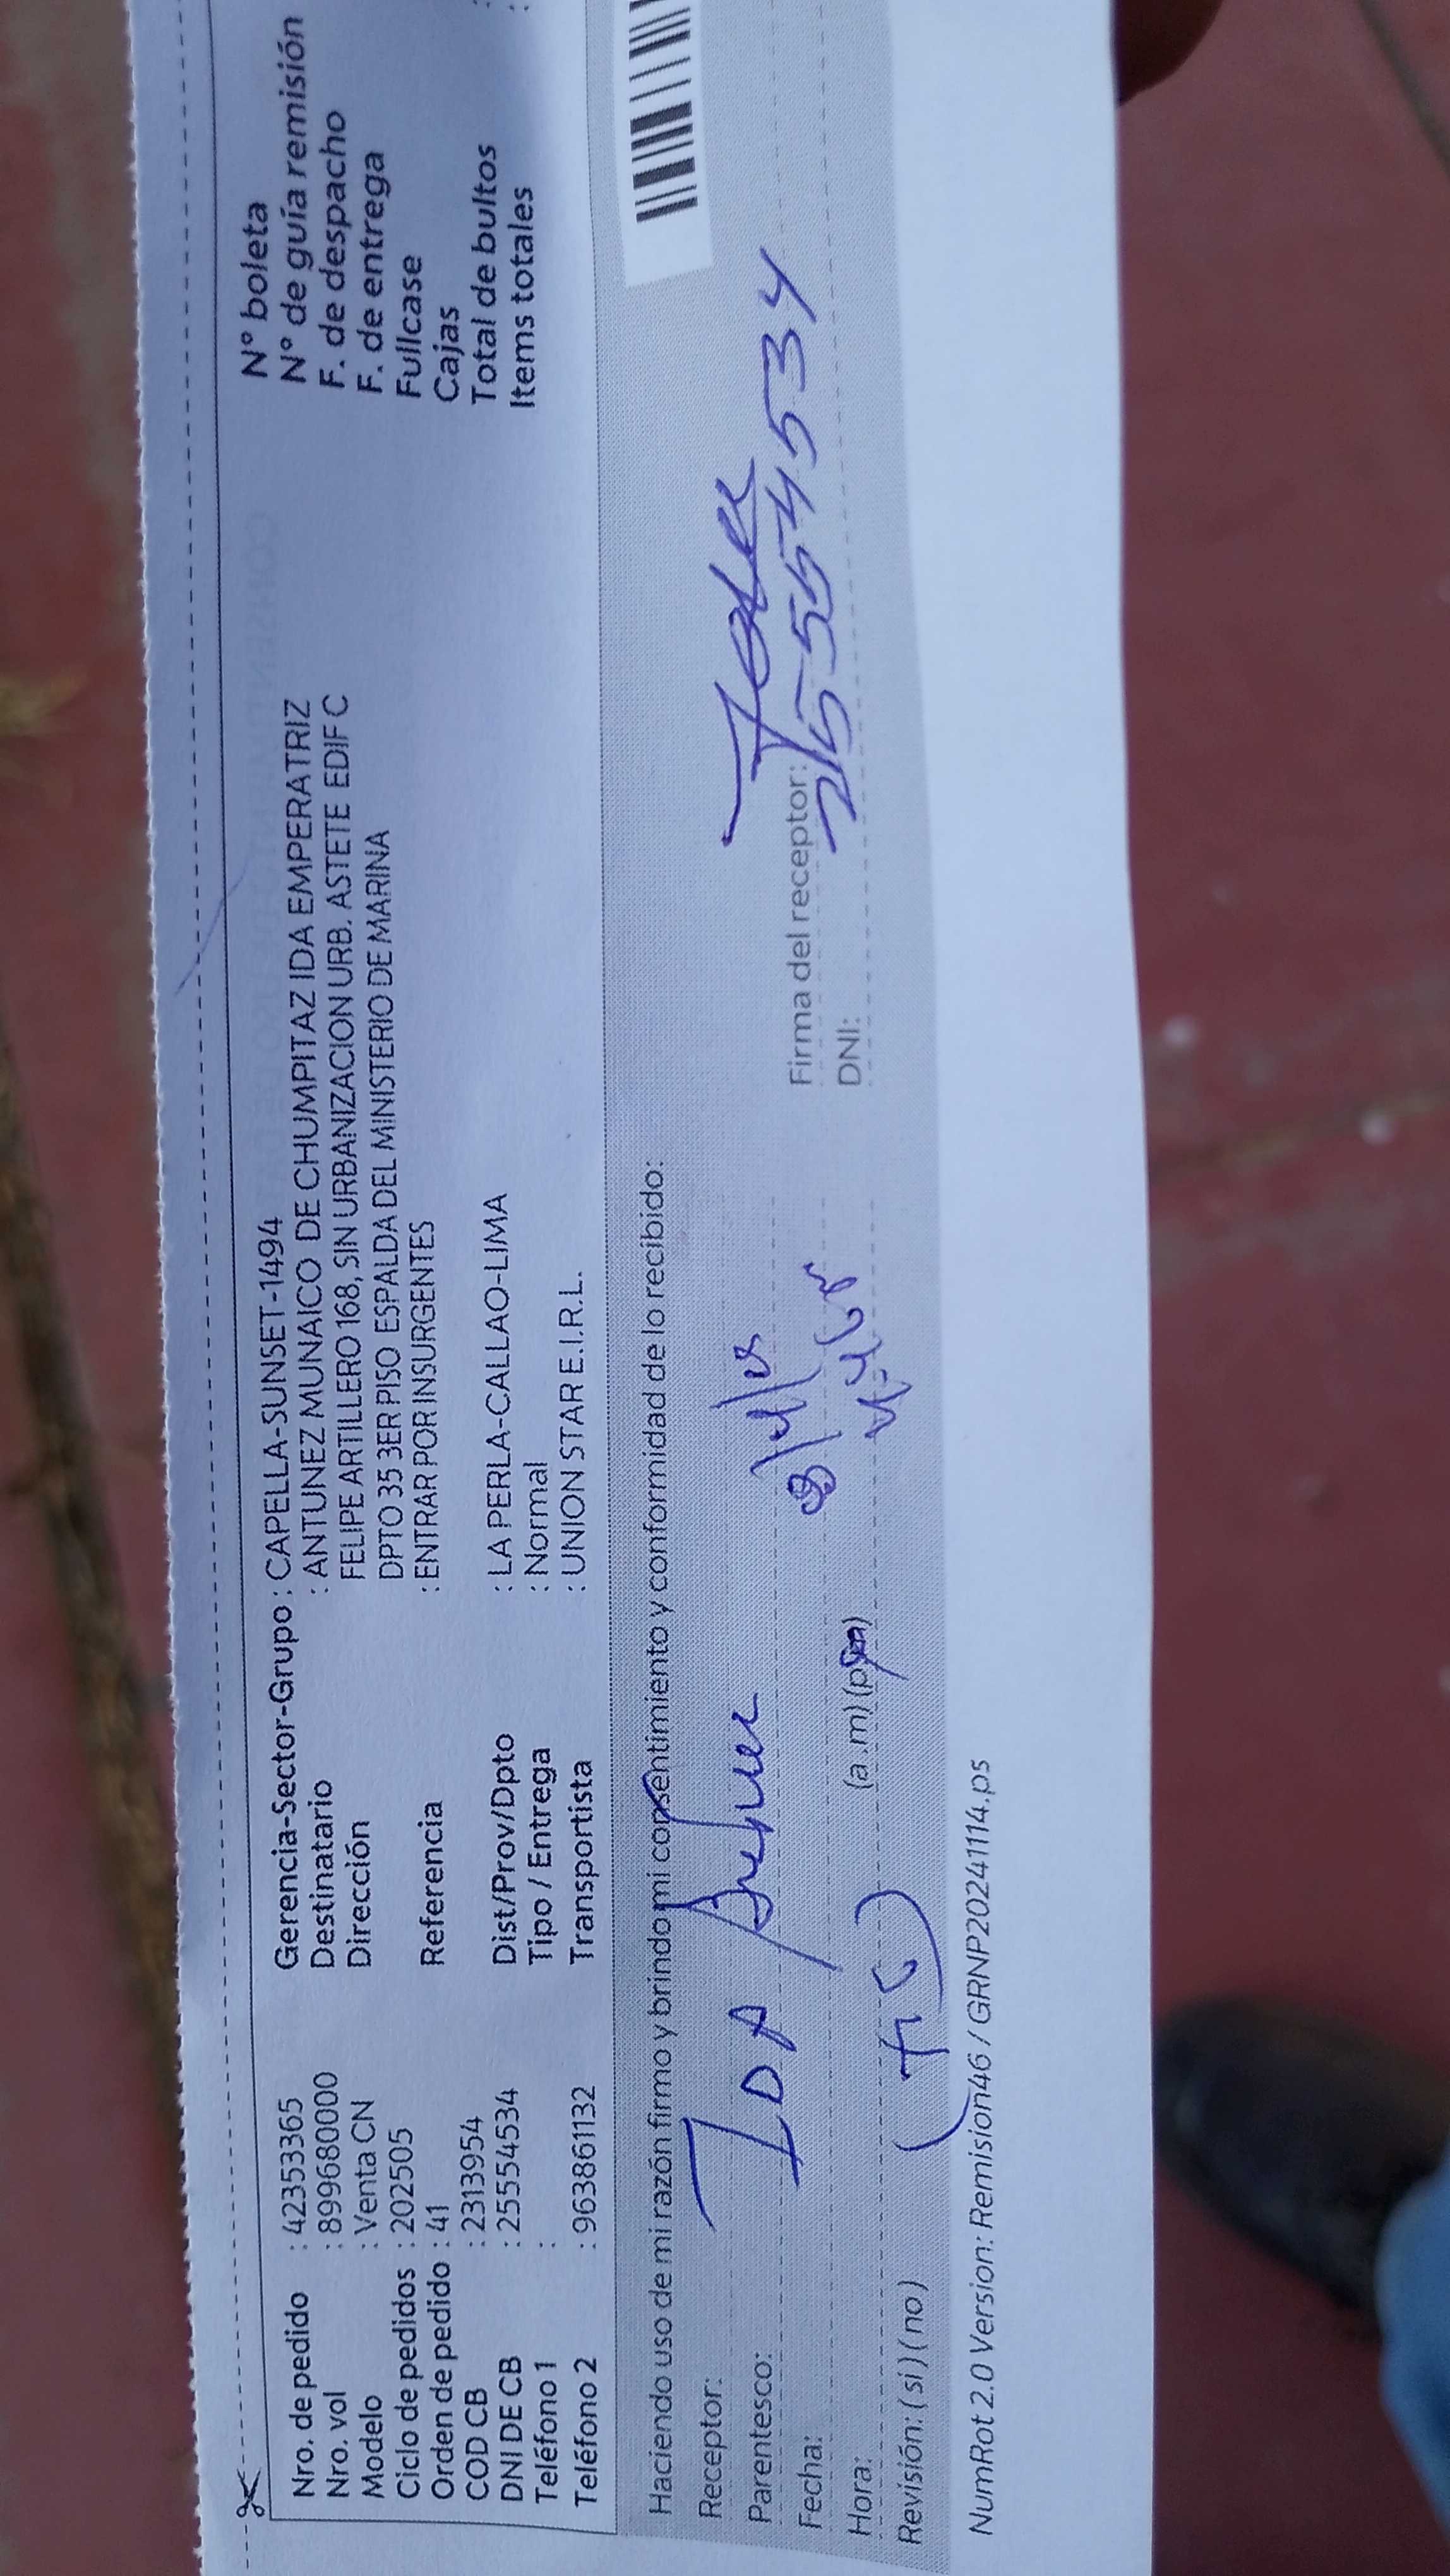 Nro. de pedido : 42353365
Nro. vol : 899680000
Modelo : Venta CN
Ciclo de pedidos : 202505
Orden de pedido : 41
COD CB : 2313954
DNI DE CB : 25554534
Teléfono 1 :
Teléfono 2 : 963861132
Gerencia-Sector-Grupo : CAPELLA-SUNSET-1494
Destinatario : ANTUNEZ MUNAICO DE CHUMPITAZ IDA EMPERATRIZ
Dirección FELIPE ARTILLERO 168, SIN URBANIZACION URB. ASTETE EDIF C
DPTO 35 3ER PISO ESPALDA DEL MINISTERIO DE MARINA
Referencia : ENTRAR POR INSURGENTES
Dist/Prov/Dpto : LA PERLA-CALLAO-LIMA
Tipo / Entrega : Normal
Transportista : UNION STAR E.I.R.L.
N° boleta
N° de guía remisión
F. de despacho
F. de entrega
Fullcase
Cajas
Total de bultos :
Items totales :
Haciendo uso de mi razón firmo y brindo mi consentimiento y conformidad de lo recibido:
Receptor: IDA
Parentesco:
Fecha:
Hora: (a.m) (p.m)
Revisión: (si) (no)
Firma del receptor:
DNI: 25554534
NumRot 2.0 Version: Remision46 / GRNP20241114.ps